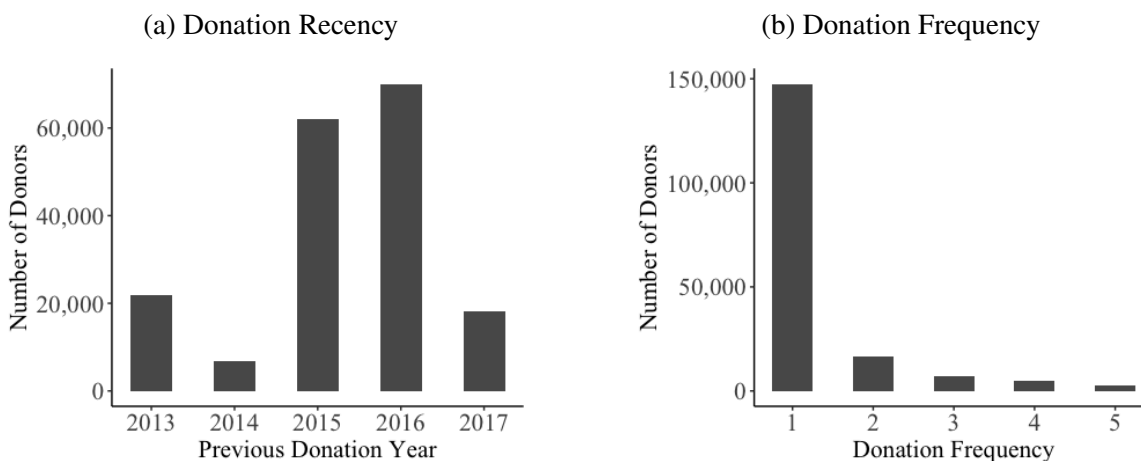 (a) Donation Recency
Number of Donors
60,000
40,000
20,000
0
2013 2014 2015 2016 2017
Previous Donation Year
(b) Donation Frequency
Number of Donors
150,000
100,000
50,000
0
1 2 3 4 5
Donation Frequency